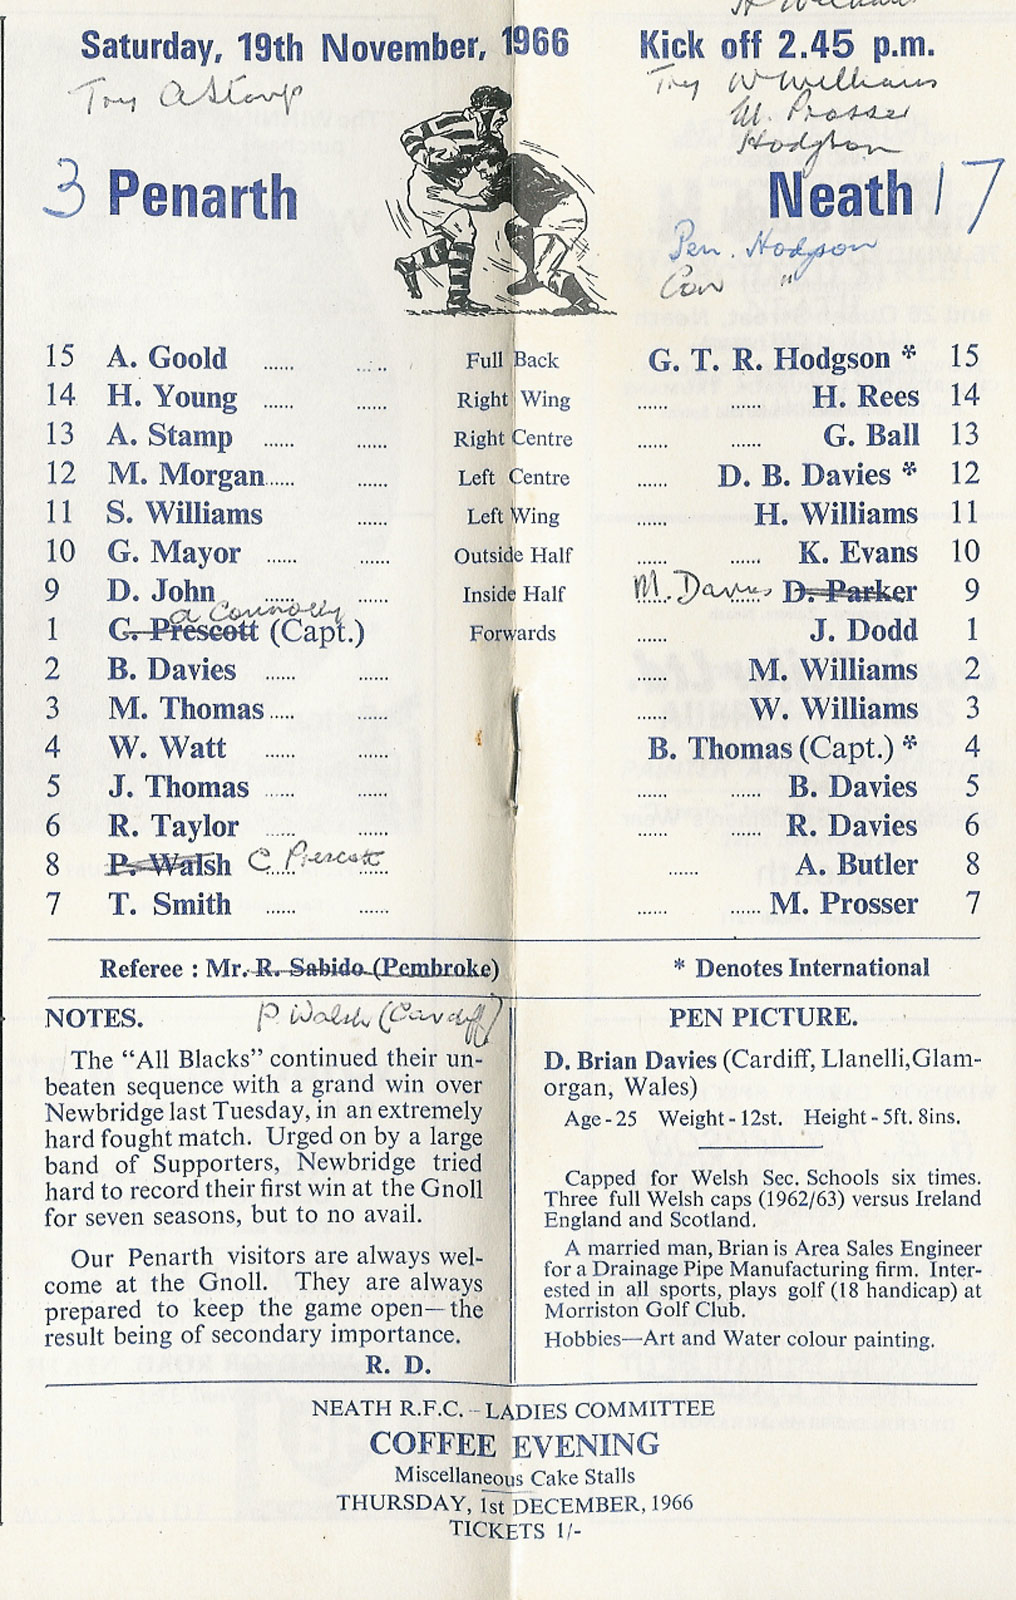 H Williams
Saturday, 19th November, 1966 Kick off 2.45 p.m.
Try A Stamp
Try W Williams
M. Prosser
Hodgson
3 Penarth
Neath 17
Pen. Hodgson
Con "
15 A. Goold ...... ...... Full Back G. T. R. Hodgson * 15
14 H. Young ...... ...... Right Wing ...... ...... H. Rees 14
13 A. Stamp ...... ...... Right Centre ...... ...... G. Ball 13
12 M. Morgan...... ...... Left Centre ...... D. B. Davies * 12
11 S. Williams ...... Left Wing ...... H. Williams 11
10 G. Mayor ...... ...... Outside Half ...... ...... K. Evans 10
9 D. John ...... ...... Inside Half M. Davies D. Parker 9
A Connolly
1 C. Prescott (Capt.) Forwards ...... J. Dodd 1
2 B. Davies ...... ...... M. Williams 2
3 M. Thomas..... ...... ...... W. Williams 3
4 W. Watt ...... ...... B. Thomas (Capt.) * 4
5 J. Thomas ...... ...... ...... ...... B. Davies 5
6 R. Taylor ...... ...... ...... ...... R. Davies 6
8 P. Walsh C. Prescott ...... A. Butler 8
7 T. Smith ...... ...... ...... ...... M. Prosser 7
Referee : Mr. R. Sabido (Pembroke)
* Denotes International
P. Walsh (Cardiff)
NOTES.
The "All Blacks" continued their un-
beaten sequence with a grand win over
Newbridge last Tuesday, in an extremely
hard fought match. Urged on by a large
band of Supporters, Newbridge tried
hard to record their first win at the Gnoll
for seven seasons, but to no avail.
Our Penarth visitors are always wel-
come at the Gnoll. They are always
prepared to keep the game open—the
result being of secondary importance.
R. D.
PEN PICTURE.
D. Brian Davies (Cardiff, Llanelli,Glam-
organ, Wales)
Age - 25 Weight - 12st. Height - 5ft. 8ins.
Capped for Welsh Sec. Schools six times.
Three full Welsh caps (1962/63) versus Ireland
England and Scotland.
A married man, Brian is Area Sales Engineer
for a Drainage Pipe Manufacturing firm. Inter-
ested in all sports, plays golf (18 handicap) at
Morriston Golf Club.
Hobbies—Art and Water colour painting.
NEATH R.F.C. - LADIES COMMITTEE
COFFEE EVENING
Miscellaneous Cake Stalls
THURSDAY, 1st DECEMBER, 1966
TICKETS 1/-